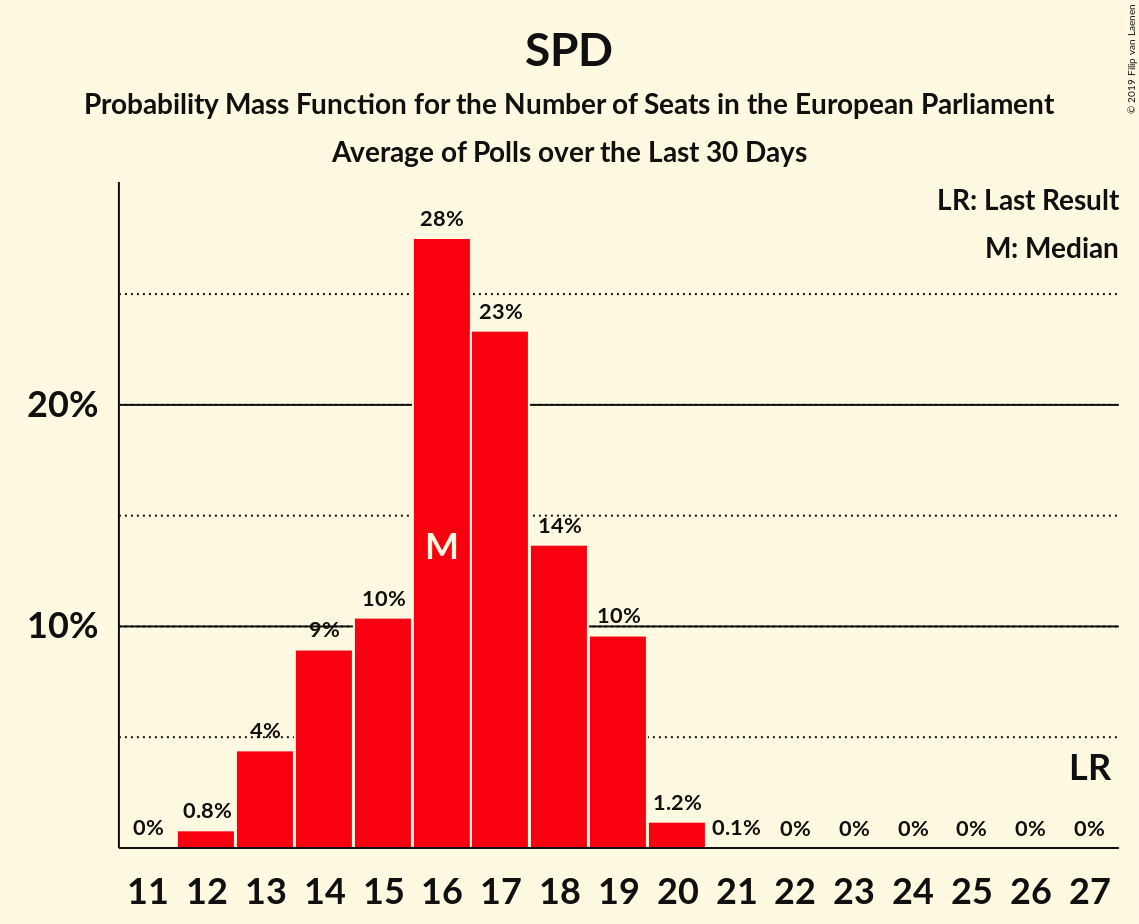 SPD
Probability Mass Function for the Number of Seats in the European Parliament
Average of Polls over the Last 30 Days
© 2019 Filip van Laenen
LR: Last Result
M: Median
28%
23%
20%
14%
M
10%
10%
10%
9%
4%
LR
0%
0.8%
1.2%
0.1%
0%
0%
0%
0%
0%
0%
11 12 13 14 15 16 17 18 19 20 21 22 23 24 25 26 27